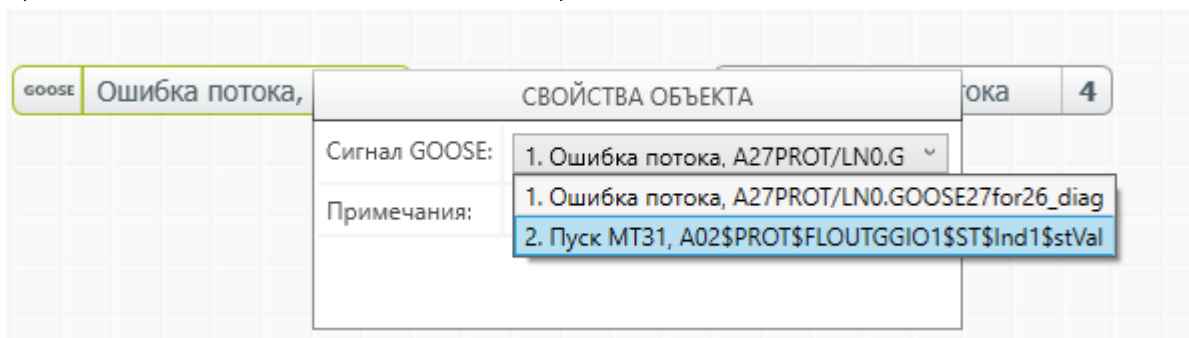 GOOSE Ошибка потока, ока 4
СВОЙСТВА ОБЪЕКТА
Сигнал GOOSE: 1. Ошибка потока, A27PROT/LN0.G
1. Ошибка потока, A27PROT/LN0.GOOSE27for26_diag
Примечания:
2. Пуск МТ31, A02$PROT$FLOUTGGIO1$ST$Ind1$stVal